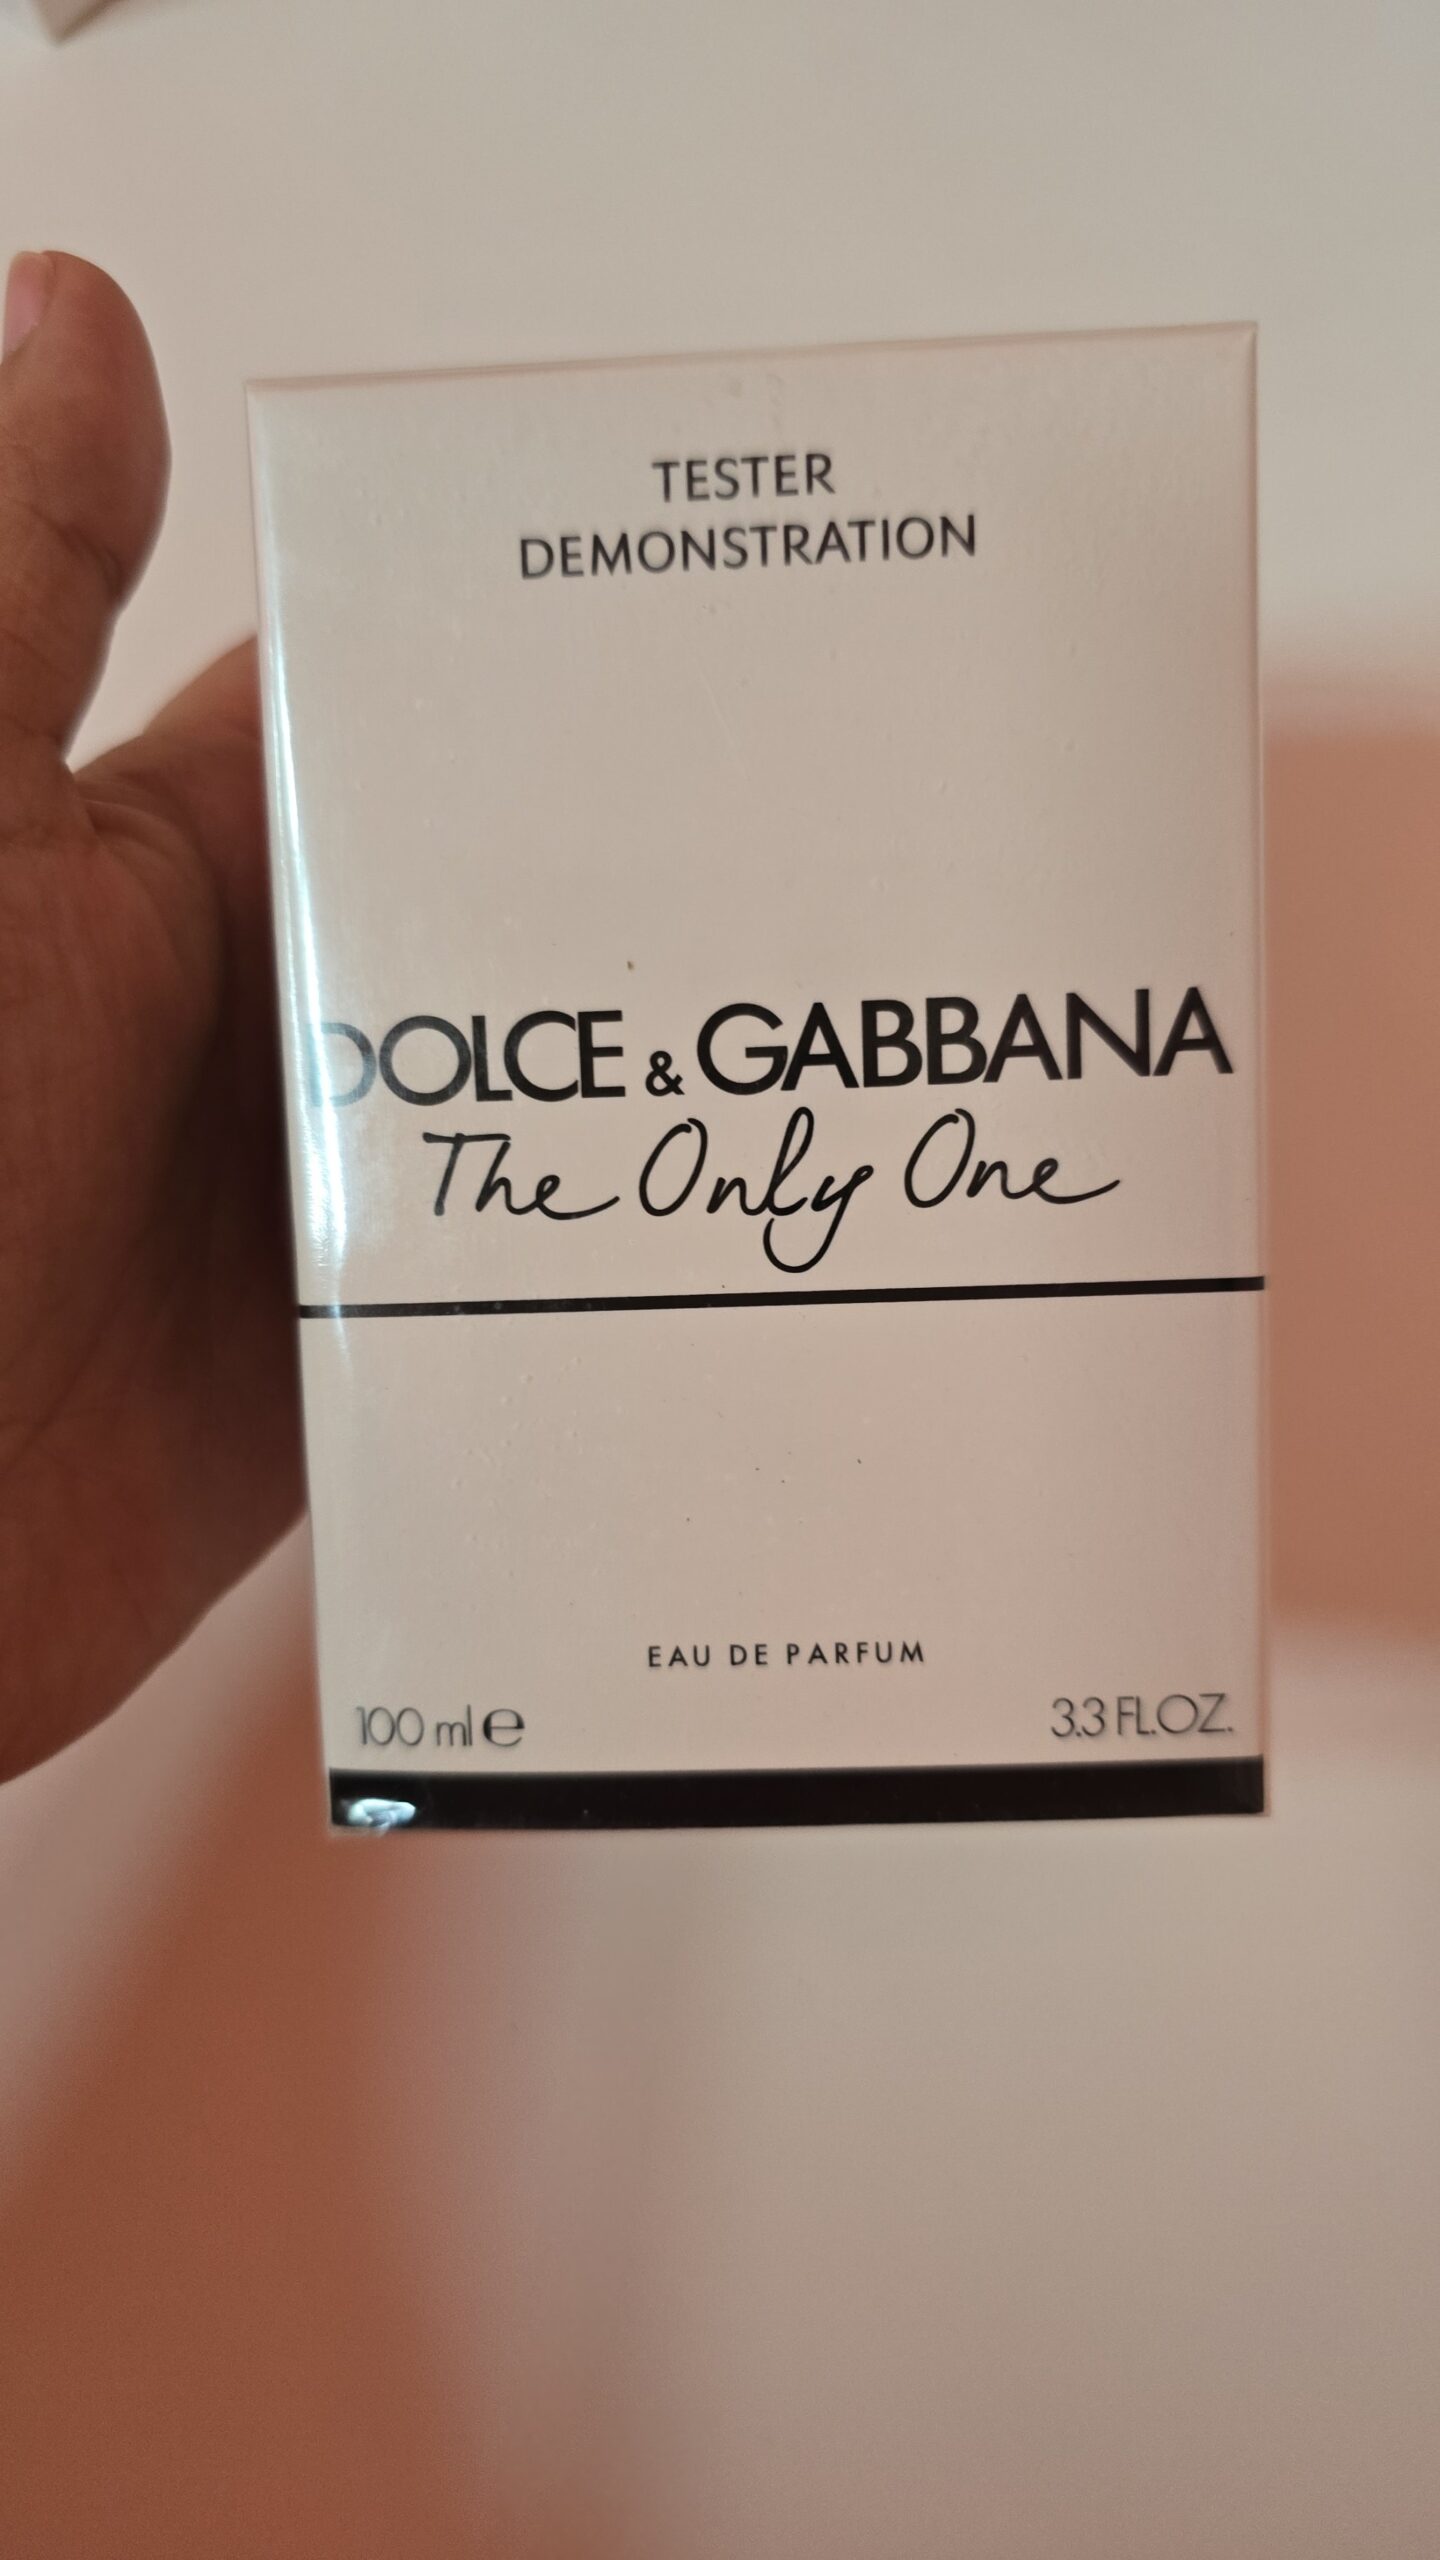 TESTER
DEMONSTRATION
DOLCE & GABBANA
The Only One
EAU DE PARFUM
100 ml e
3.3 FL.OZ.